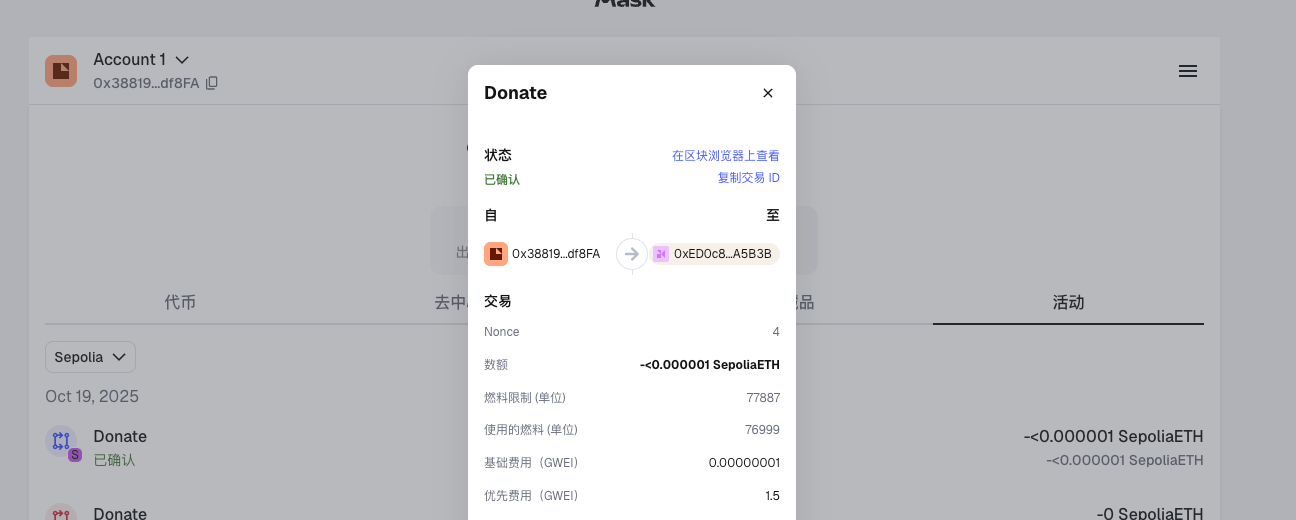 Account 1
0x38819...df8FA
Donate
状态
在区块浏览器上查看
已确认
复制交易 ID
自
至
0x38819...df8FA
0xED0c8...A5B3B
出
代币
去中
品
活动
交易
Nonce
4
数额
-<0.000001 SepoliaETH
燃料限制 (单位)
77887
使用的燃料 (单位)
76999
基础费用（GWEI）
0.00000001
优先费用（GWEI）
1.5
Sepolia
Oct 19, 2025
Donate
已确认
S
-<0.000001 SepoliaETH
-<0.000001 SepoliaETH
Donate
-0 SepoliaETH